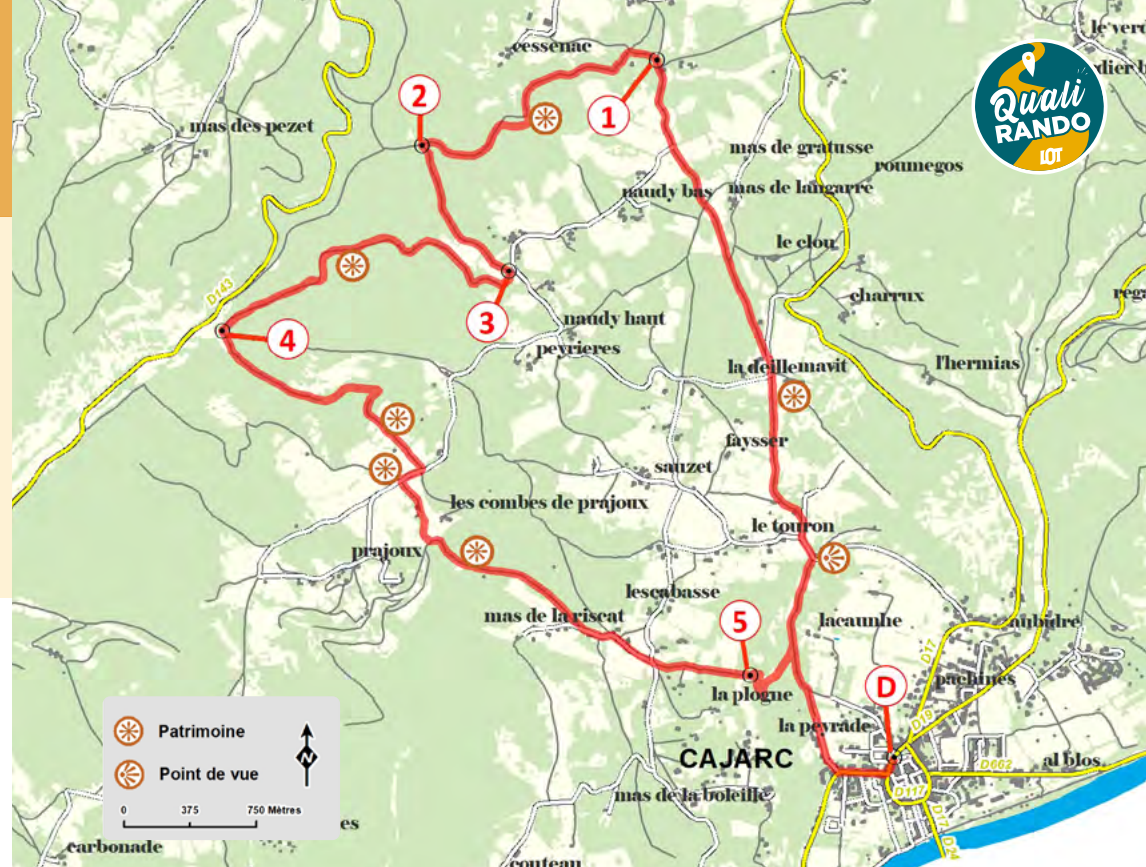 cessenac
le verd
dier b
Quali
RANDO
LOT
1
2
mas des pezet
mas de gratusse
roumegos
naudy bas
mas de langarre
le clou
D143
charrux
rega
3
naudy haut
4
peyrieres
la deillemavit
l'hermias
faysser
sauzet
les combes de prajoux
le touron
prajoux
lescabasse
mas de la riscat
lacaunhe
aubidre
5
D17
pachines
D
la plogne
la peyrade
D19
CAJARC
D662
al blos
mas de la boleille
D117
D17
D24
Patrimoine
Point de vue
N
0 375 750 Mètres
es
carbonade
couteau